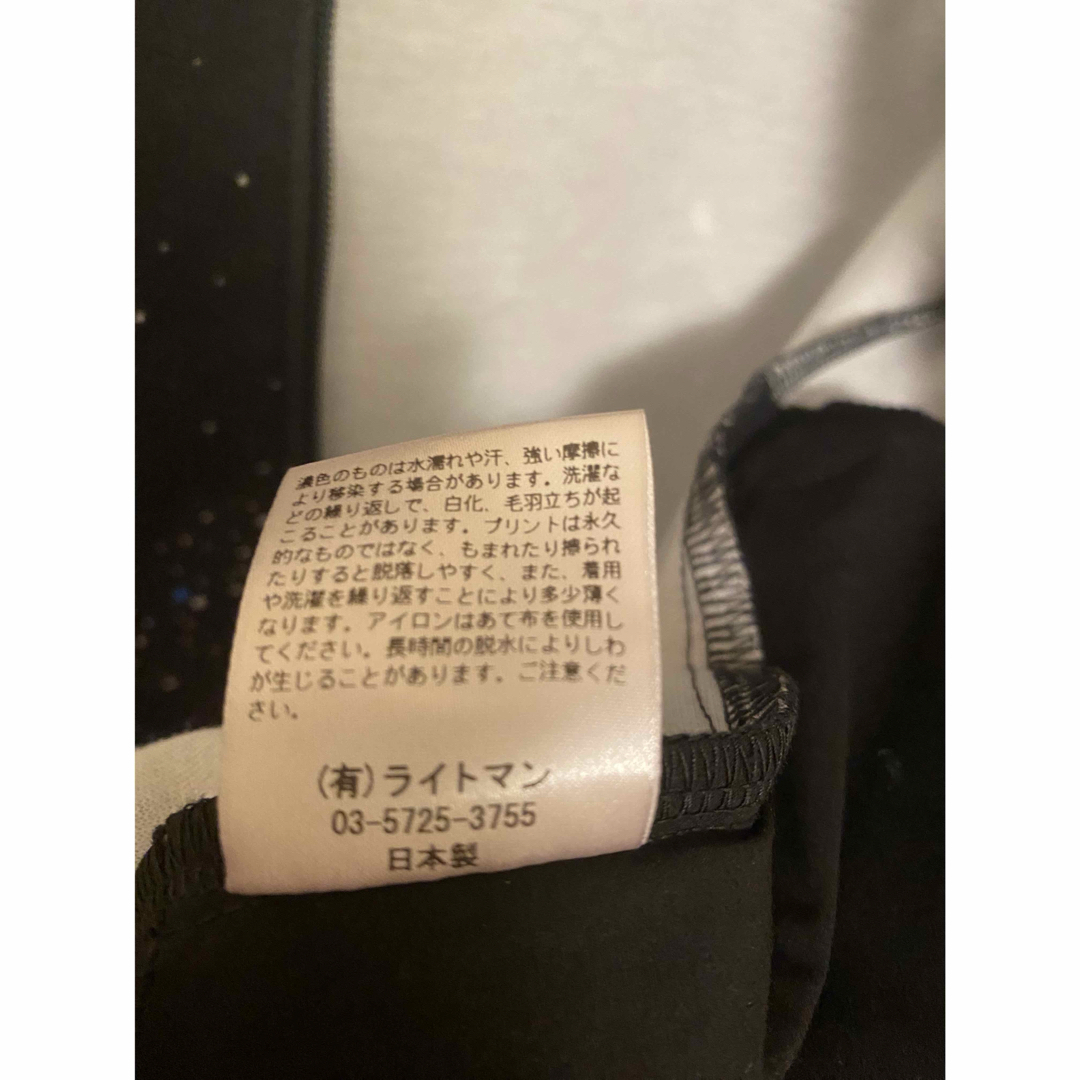 濃色のものは水濡れや汗、強い摩擦に
より移染する場合があります。洗濯な
どの繰り返しで、白化、毛羽立ちが起
こることがあります。プリントは永久
的なものではなく、もまれたり擦られ
たりすると脱落しやすく、また、着用
や洗濯を繰り返すことにより多少薄く
なります。アイロンはあて布を使用し
てください。長時間の脱水によりしわ
が生じることがあります。ご注意くだ
さい。
(有)ライトマン
03-5725-3755
日本製